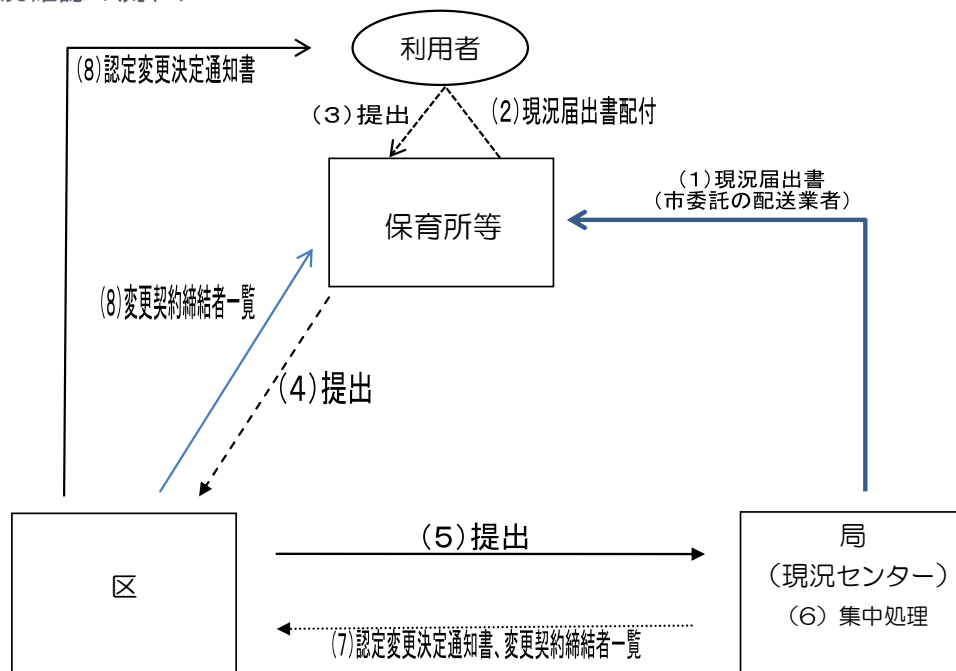 利用者
(8)認定変更決定通知書
(3)提出
(2)現況届出書配付
(1)現況届出書
(市委託の配送業者)
保育所等
(8)変更契約締結者一覧
(4)提出
(5)提出
区
局
(現況センター)
(6)集中処理
(7)認定変更決定通知書、変更契約締結者一覧